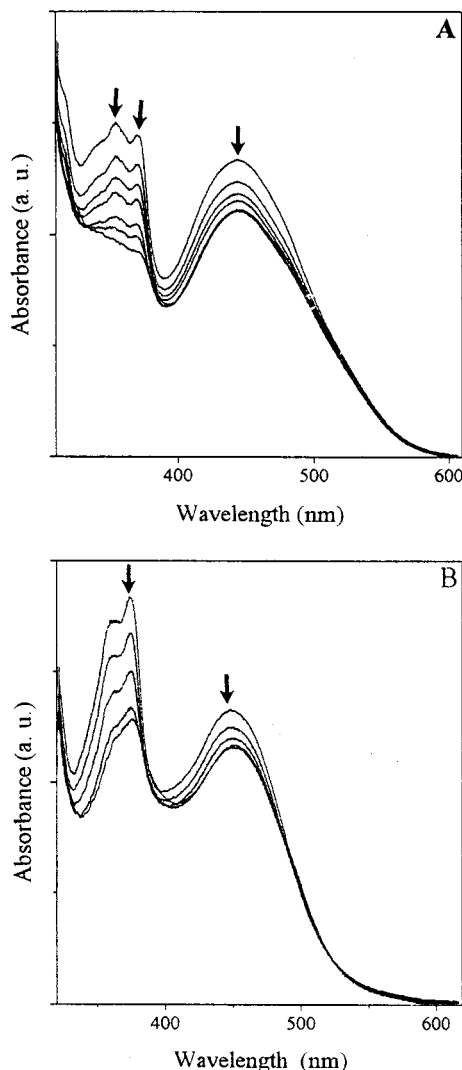 A
Absorbance (a. u.)
400
500
600
Wavelength (nm)
B
Absorbance (a. u.)
400
500
600
Wavelength (nm)